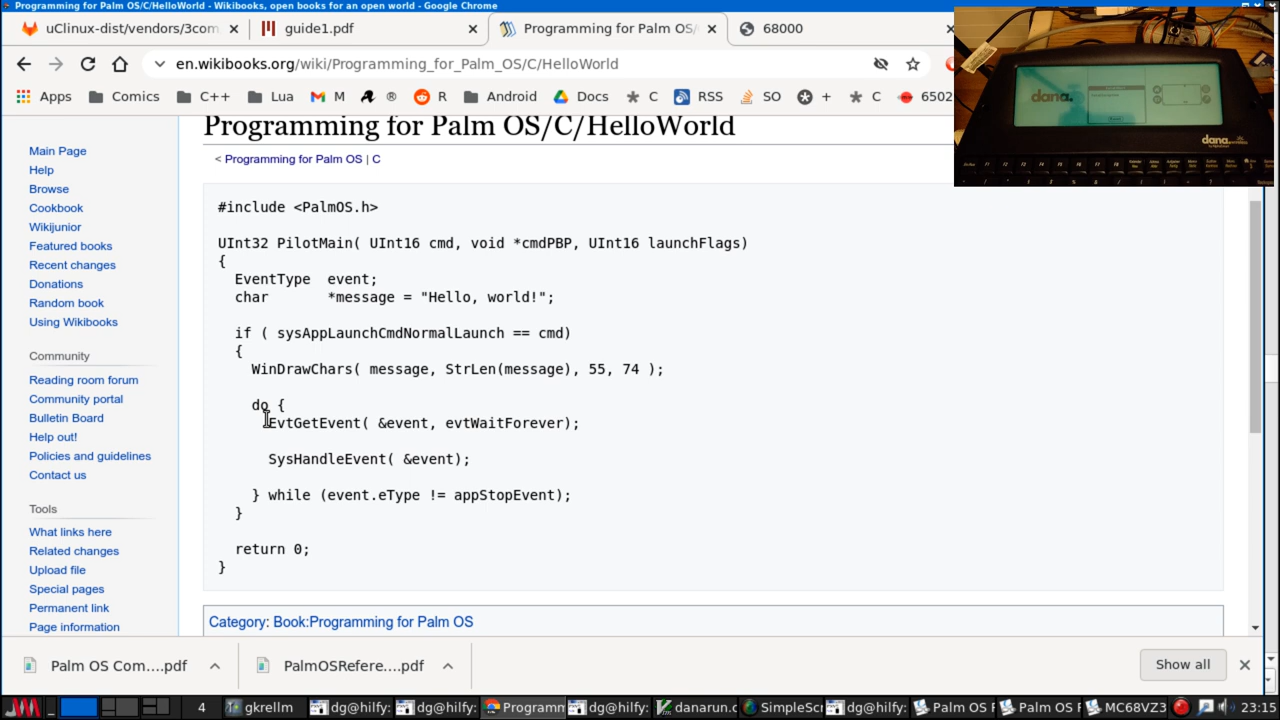 Programming for Palm OS/C/HelloWorld - Wikibooks, open books for an open world - Google Chrome
uClinux-dist/vendors/3com
guide1.pdf
Programming for Palm OS/
68000
en.wikibooks.org/wiki/Programming_for_Palm_OS/C/HelloWorld
Apps Comics C++ Lua M R Android Docs C RSS SO + C 6502
dana.
dana wireless
Programming for Palm OS/C/HelloWorld
< Programming for Palm OS | C
Main Page
Help
Browse
Cookbook
Wikijunior
Featured books
Recent changes
Donations
Random book
Using Wikibooks
Community
Reading room forum
Community portal
Bulletin Board
Help out!
Policies and guidelines
Contact us
Tools
What links here
Related changes
Upload file
Special pages
Permanent link
Page information
#include <PalmOS.h>
UInt32 PilotMain( UInt16 cmd, void *cmdPBP, UInt16 launchFlags)
{
EventType event;
char *message = "Hello, world!";
if ( sysAppLaunchCmdNormalLaunch == cmd)
{
WinDrawChars( message, StrLen(message), 55, 74 );
do {
EvtGetEvent( &event, evtWaitForever);
SysHandleEvent( &event);
} while (event.eType != appStopEvent);
}
return 0;
}
Category: Book:Programming for Palm OS
Palm OS Com....pdf
PalmOSRefere....pdf
Show all
4 gkrellm dg@hilfy: dg@hilfy: Programm dg@hilfy: danarun.c SimpleScr dg@hilfy: Palm OS F Palm OS F MC68VZ3 23:15